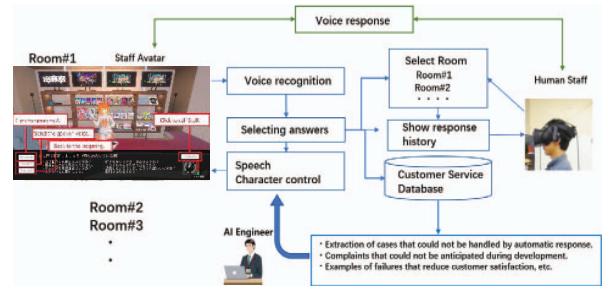 Voice response
Room#1
Staff Avatar
Voice recognition
Selecting answers
Speech
Character control
Select Room
Room#1
Room#2
・・・・
Human Staff
Show response
history
Customer Service
Database
Room#2
Room#3
・
・
AI Engineer
・Extraction of cases that could not be handled by automatic response.
・Complaints that could not be anticipated during development.
・Examples of failures that reduce customer satisfaction, etc.